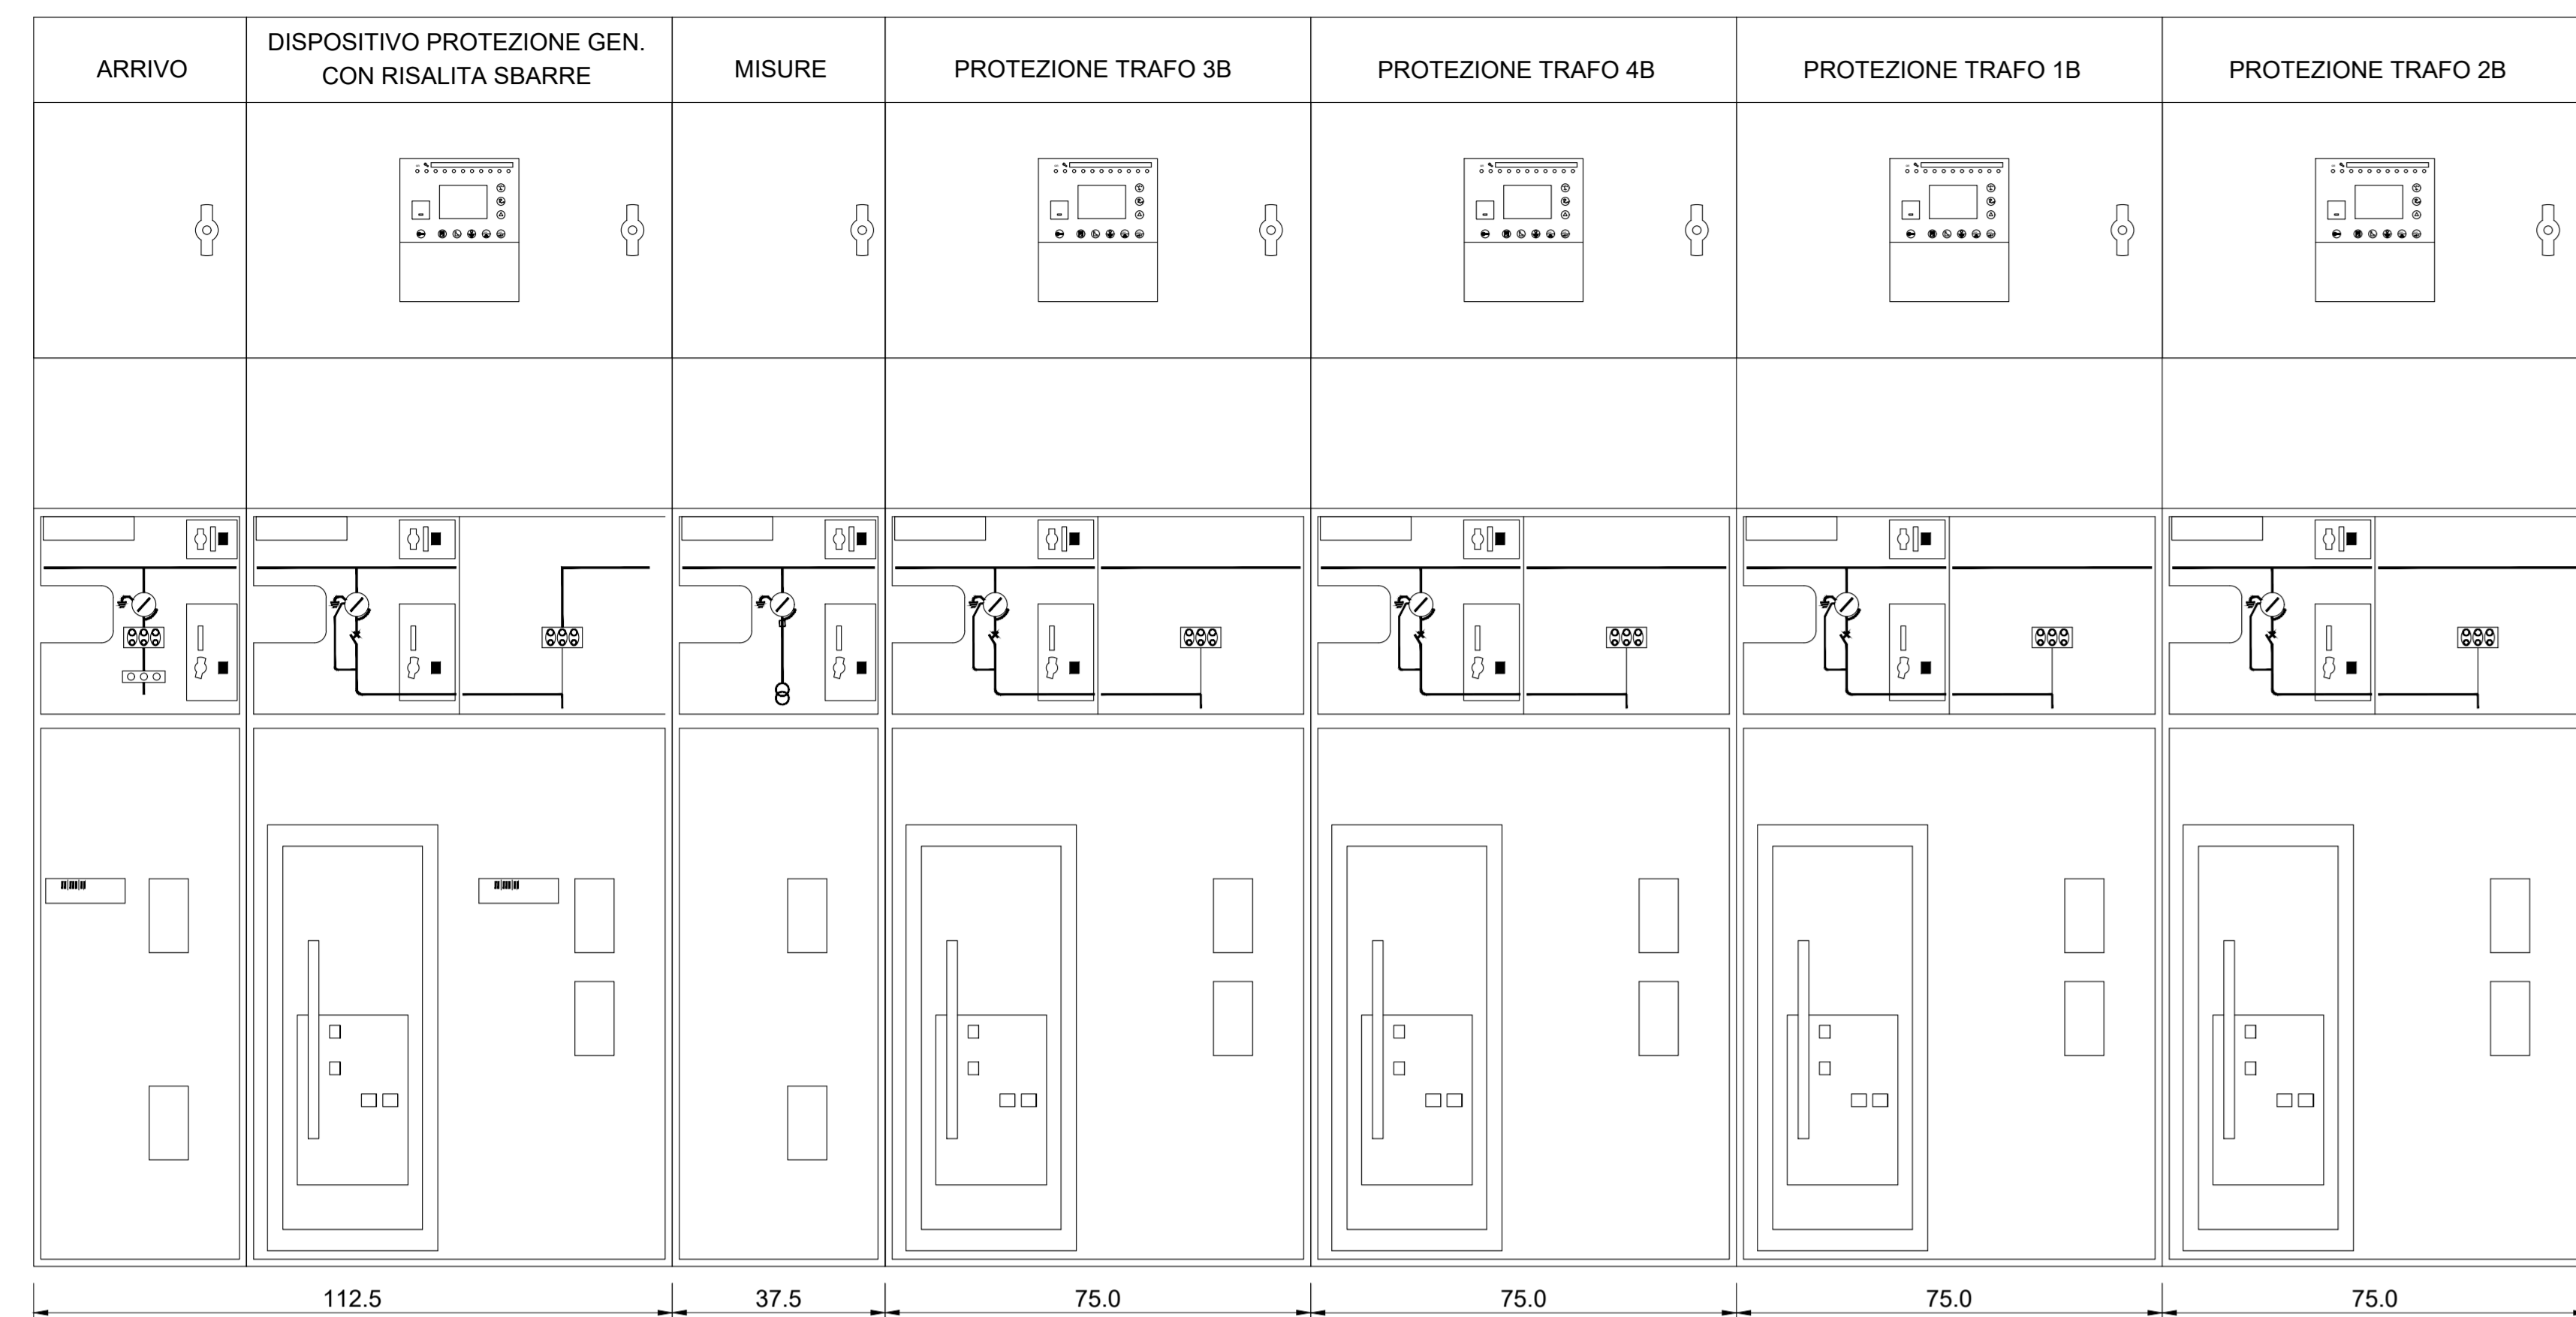 ARRIVO
DISPOSITIVO PROTEZIONE GEN.
CON RISALITA SBARRE
MISURE
PROTEZIONE TRAFO 3B
PROTEZIONE TRAFO 4B
PROTEZIONE TRAFO 1B
PROTEZIONE TRAFO 2B
112.5
37.5
75.0
75.0
75.0
75.0